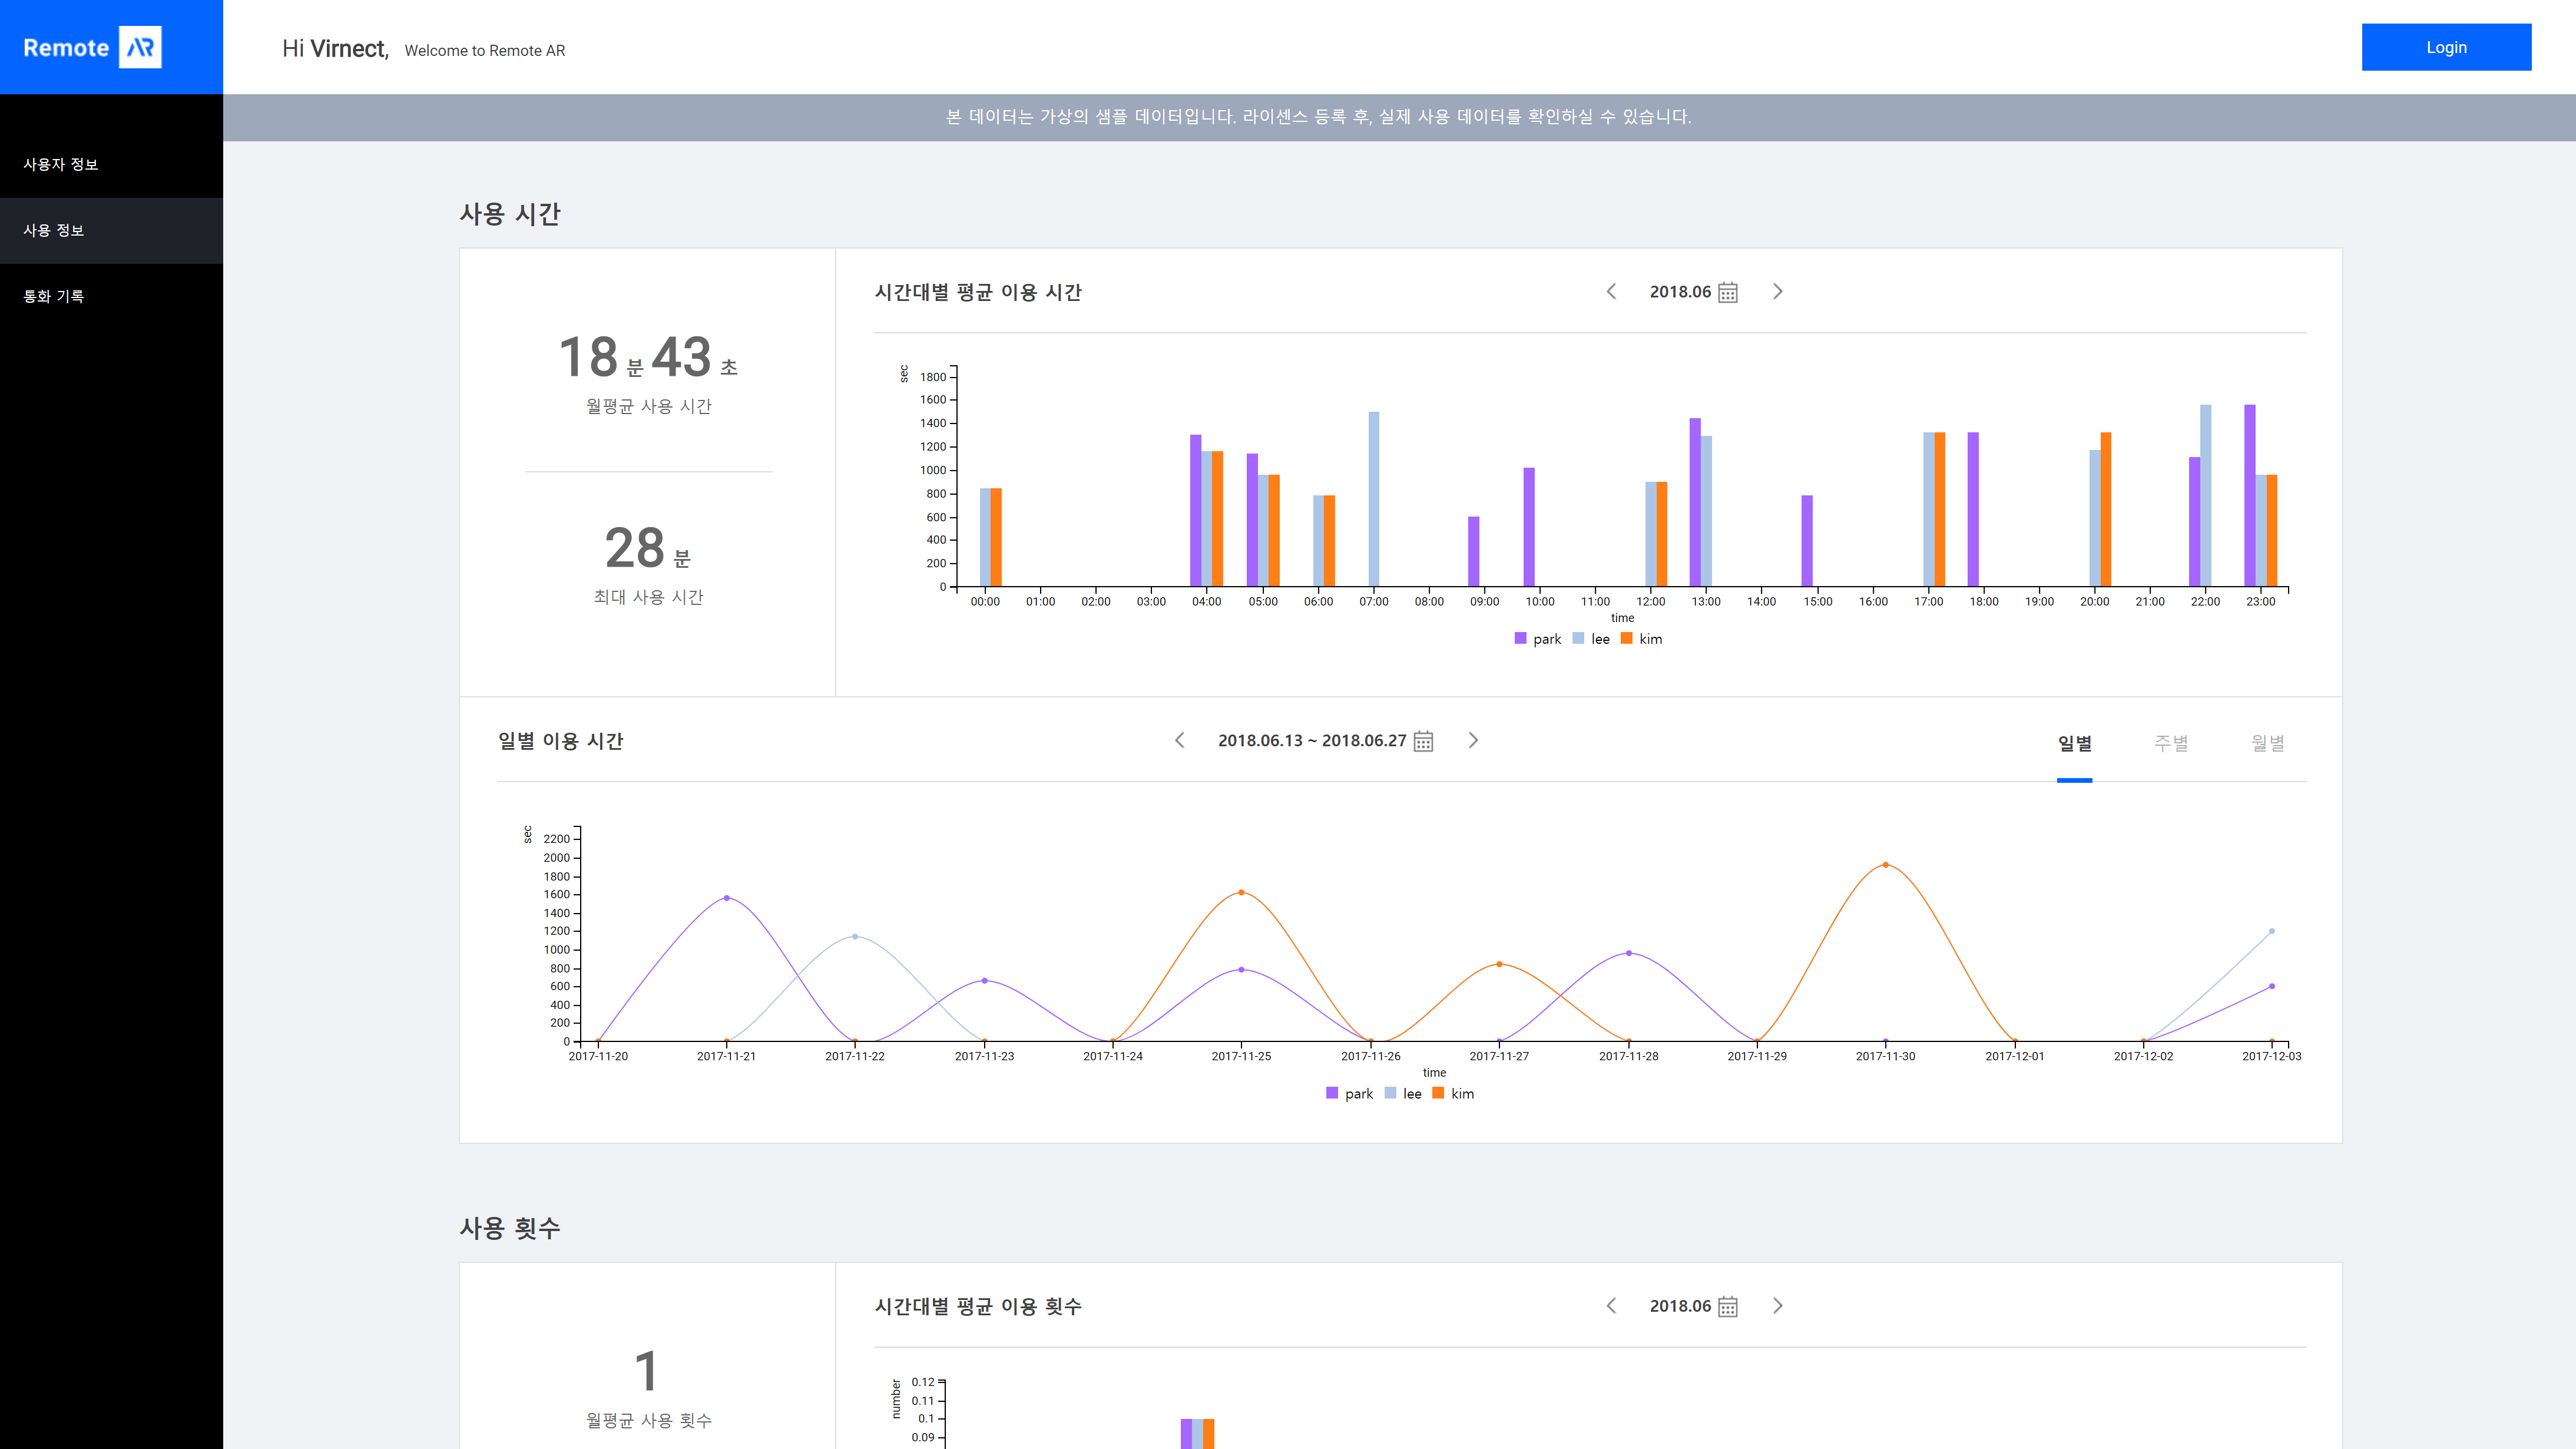 Remote AR
Hi Virnect, Welcome to Remote AR
Login
본 데이터는 가상의 샘플 데이터입니다. 라이센스 등록 후, 실제 사용 데이터를 확인하실 수 있습니다.
사용자 정보
사용 정보
통화 기록
사용 시간
18 분 43 초
월평균 사용 시간
28 분
최대 사용 시간
시간대별 평균 이용 시간
2018.06
sec
1800
1600
1400
1200
1000
800
600
400
200
0
00:00 01:00 02:00 03:00 04:00 05:00 06:00 07:00 08:00 09:00 10:00 11:00 12:00 13:00 14:00 15:00 16:00 17:00 18:00 19:00 20:00 21:00 22:00 23:00
time
park lee kim
일별 이용 시간
2018.06.13 ~ 2018.06.27
일별 주별 월별
sec
2200
2000
1800
1600
1400
1200
1000
800
600
400
200
0
2017-11-20 2017-11-21 2017-11-22 2017-11-23 2017-11-24 2017-11-25 2017-11-26 2017-11-27 2017-11-28 2017-11-29 2017-11-30 2017-12-01 2017-12-02 2017-12-03
time
park lee kim
사용 횟수
1
월평균 사용 횟수
시간대별 평균 이용 횟수
2018.06
number
0.12
0.11
0.1
0.09